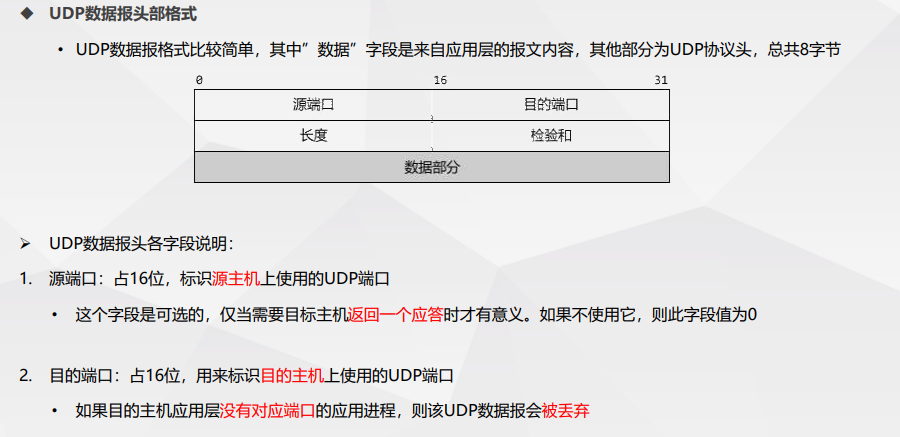 ◆ UDP数据报头部格式
• UDP数据报格式比较简单，其中”数据”字段是来自应用层的报文内容，其他部分为UDP协议头，总共8字节
0 16 31
源端口 目的端口
长度 检验和
数据部分
➢ UDP数据报头各字段说明：
1. 源端口：占16位，标识源主机上使用的UDP端口
• 这个字段是可选的，仅当需要目标主机返回一个应答时才有意义。如果不使用它，则此字段值为0
2. 目的端口：占16位，用来标识目的主机上使用的UDP端口
• 如果目的主机应用层没有对应端口的应用进程，则该UDP数据报会被丢弃